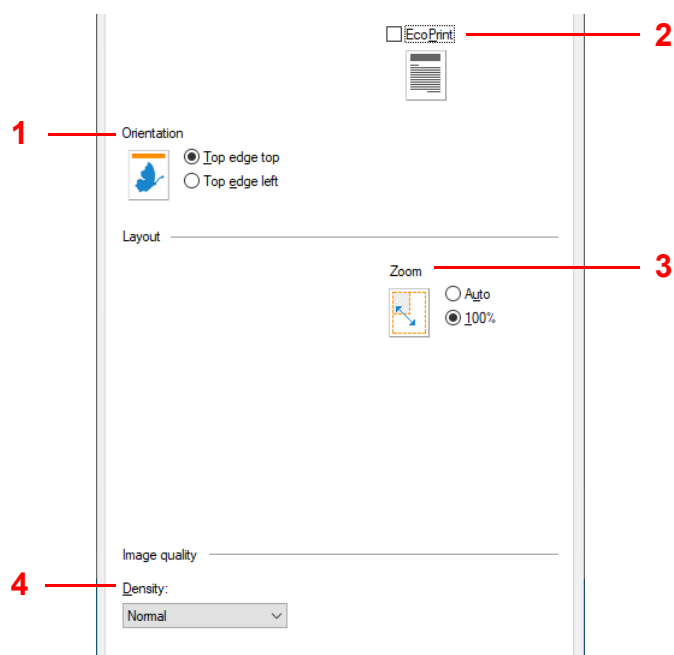 EcoPrint 2
1 Orientation
Top edge top
Top edge left
Layout
Zoom 3
Auto
100%
Image quality
4 Density:
Normal